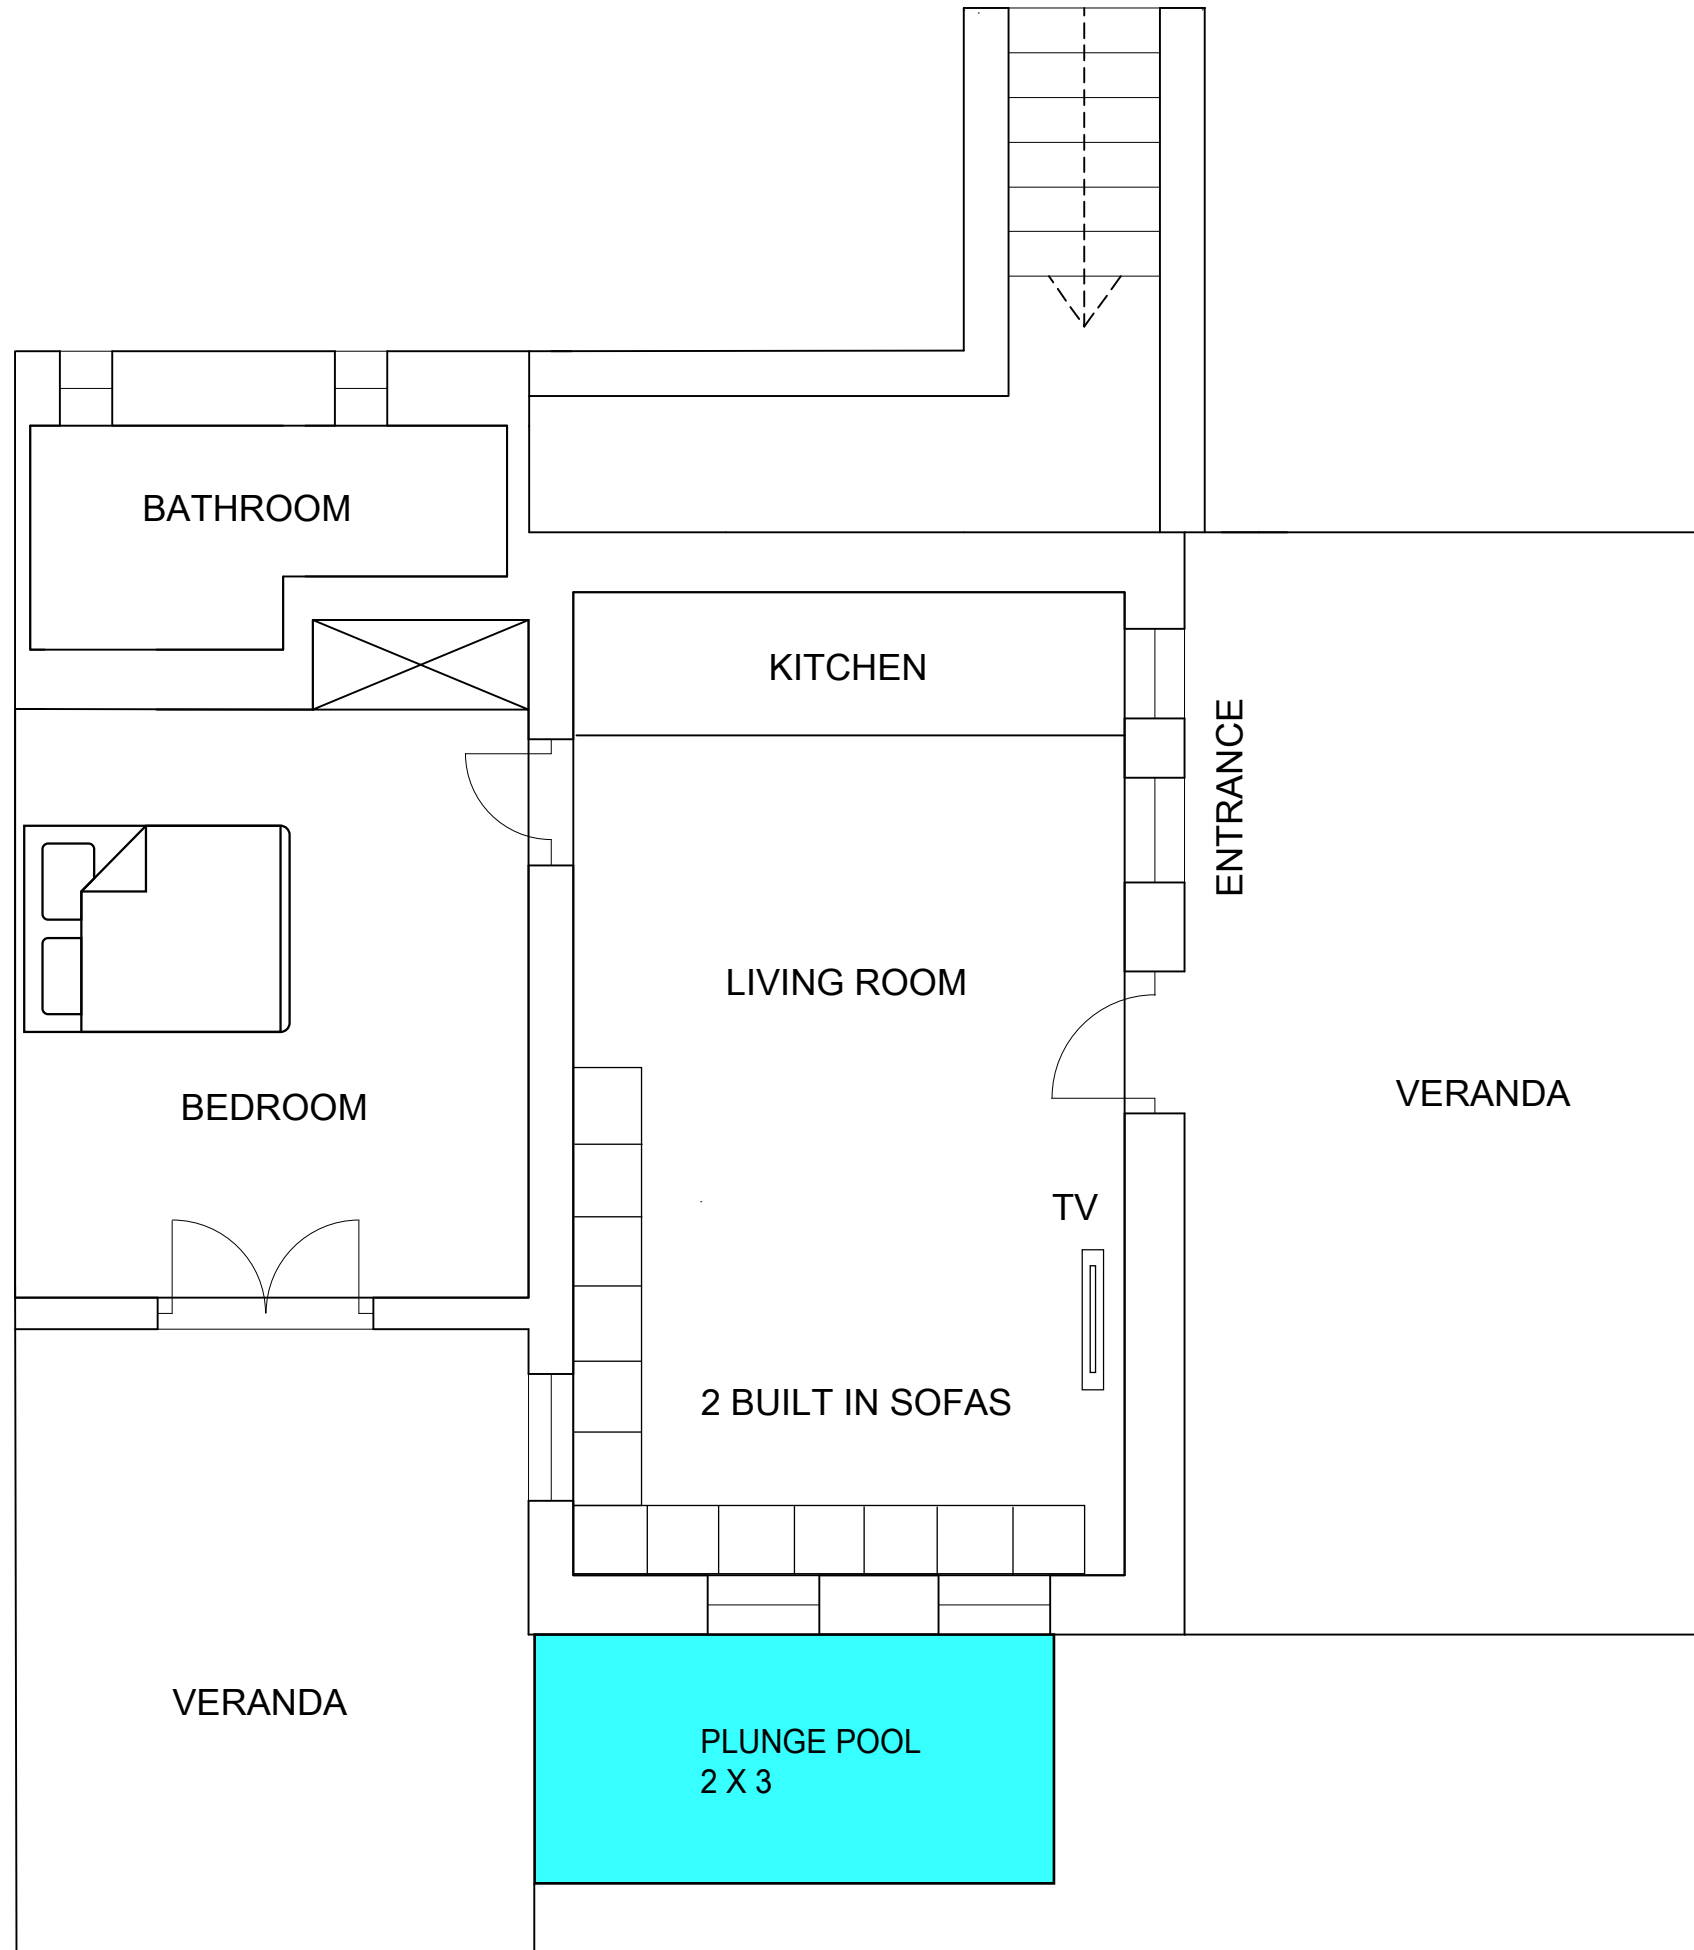 BATHROOM
KITCHEN
ENTRANCE
LIVING ROOM
BEDROOM
VERANDA
TV
2 BUILT IN SOFAS
VERANDA
PLUNGE POOL
2 X 3